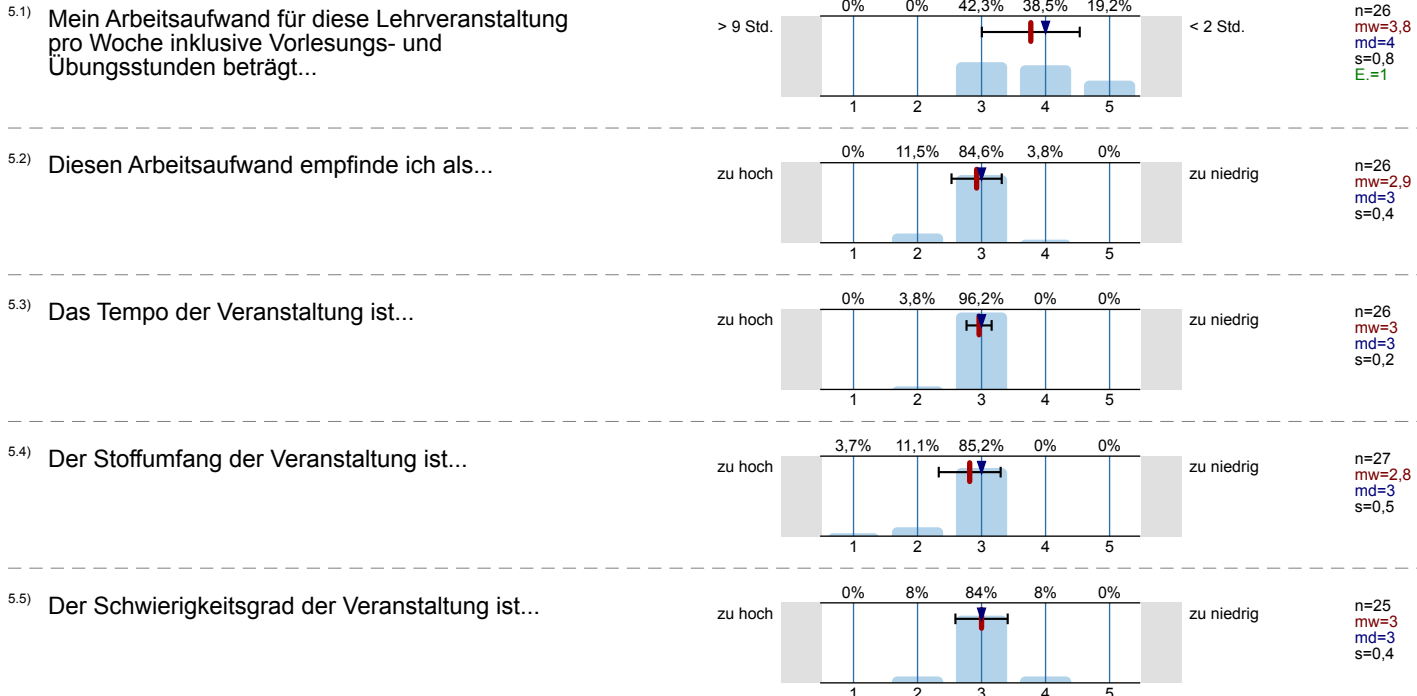 5.1) Mein Arbeitsaufwand für diese Lehrveranstaltung
pro Woche inklusive Vorlesungs- und
Übungsstunden beträgt...
0% 0% 42,3% 38,5% 19,2%
> 9 Std. < 2 Std.
1 2 3 4 5
n=26
mw=3,8
md=4
s=0,8
E.=1
5.2) Diesen Arbeitsaufwand empfinde ich als...
0% 11,5% 84,6% 3,8% 0%
zu hoch zu niedrig
1 2 3 4 5
n=26
mw=2,9
md=3
s=0,4
5.3) Das Tempo der Veranstaltung ist...
0% 3,8% 96,2% 0% 0%
zu hoch zu niedrig
1 2 3 4 5
n=26
mw=3
md=3
s=0,2
5.4) Der Stoffumfang der Veranstaltung ist...
3,7% 11,1% 85,2% 0% 0%
zu hoch zu niedrig
1 2 3 4 5
n=27
mw=2,8
md=3
s=0,5
5.5) Der Schwierigkeitsgrad der Veranstaltung ist...
0% 8% 84% 8% 0%
zu hoch zu niedrig
1 2 3 4 5
n=25
mw=3
md=3
s=0,4